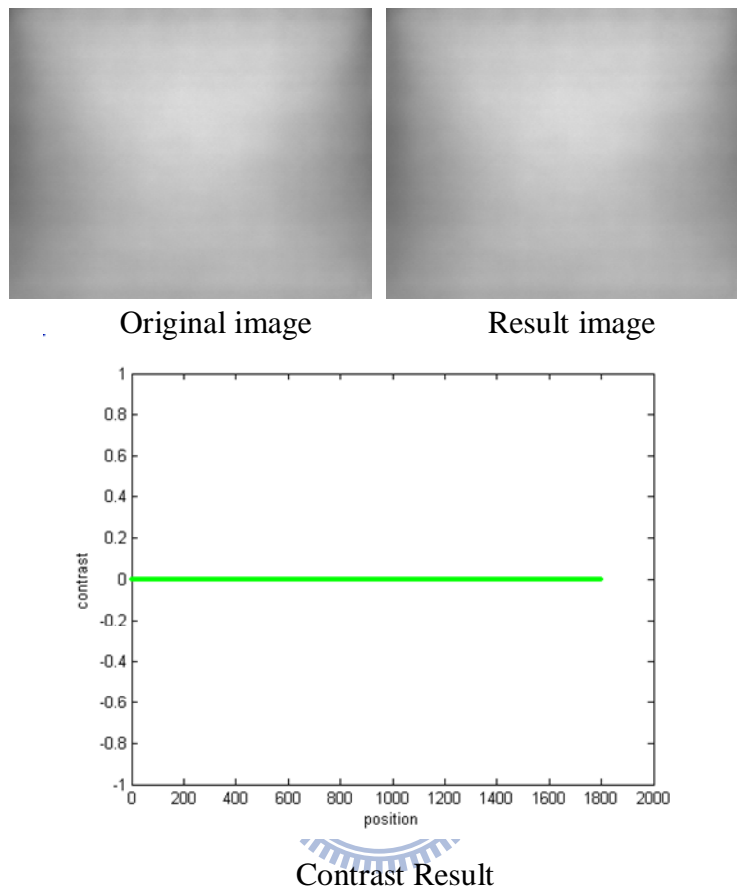 Original image
Result image
1
0.8
0.6
0.4
0.2
0
-0.2
-0.4
-0.6
-0.8
-1
contrast
0 200 400 600 800 1000 1200 1400 1600 1800 2000
position
Contrast Result